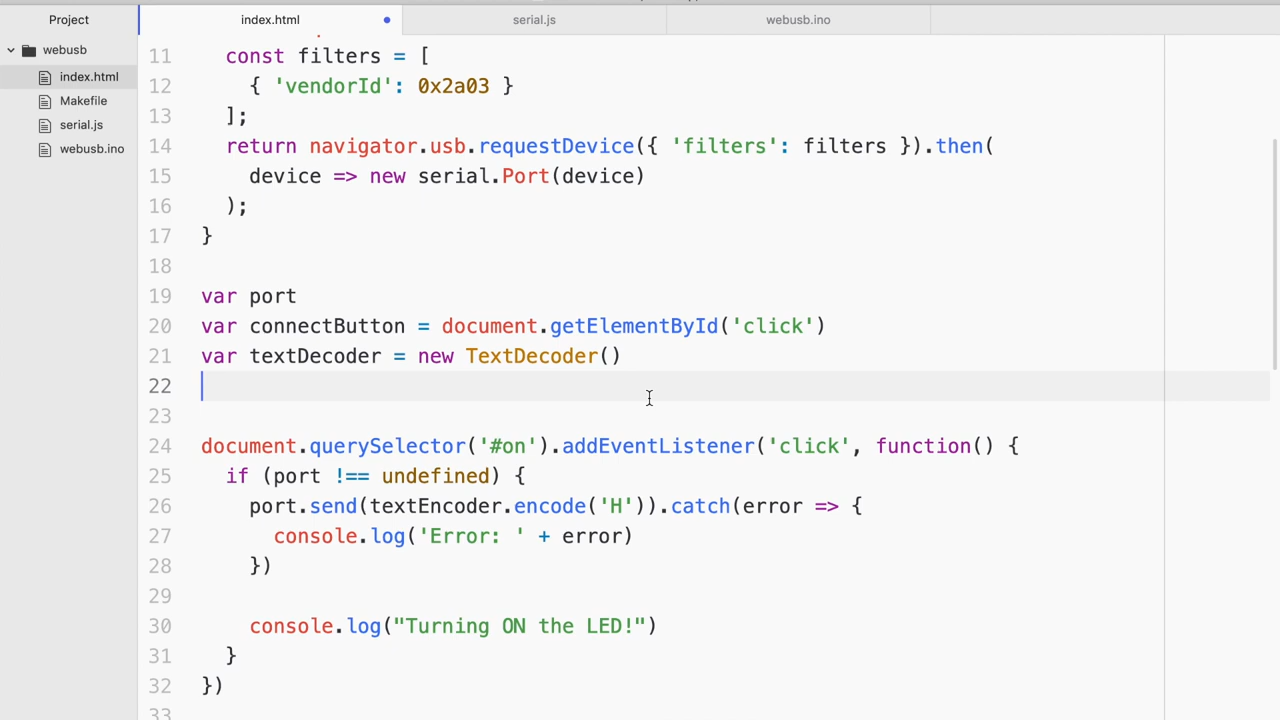 Project
index.html
serial.js
webusb.ino
webusb
index.html
Makefile
serial.js
webusb.ino
11 const filters = [
12 { 'vendorId': 0x2a03 }
13 ];
14 return navigator.usb.requestDevice({ 'filters': filters }).then(
15 device => new serial.Port(device)
16 );
17 }
18
19 var port
20 var connectButton = document.getElementById('click')
21 var textDecoder = new TextDecoder()
22
23
24 document.querySelector('#on').addEventListener('click', function() {
25 if (port !== undefined) {
26 port.send(textEncoder.encode('H')).catch(error => {
27 console.log('Error: ' + error)
28 })
29
30 console.log("Turning ON the LED!")
31 }
32 })
33